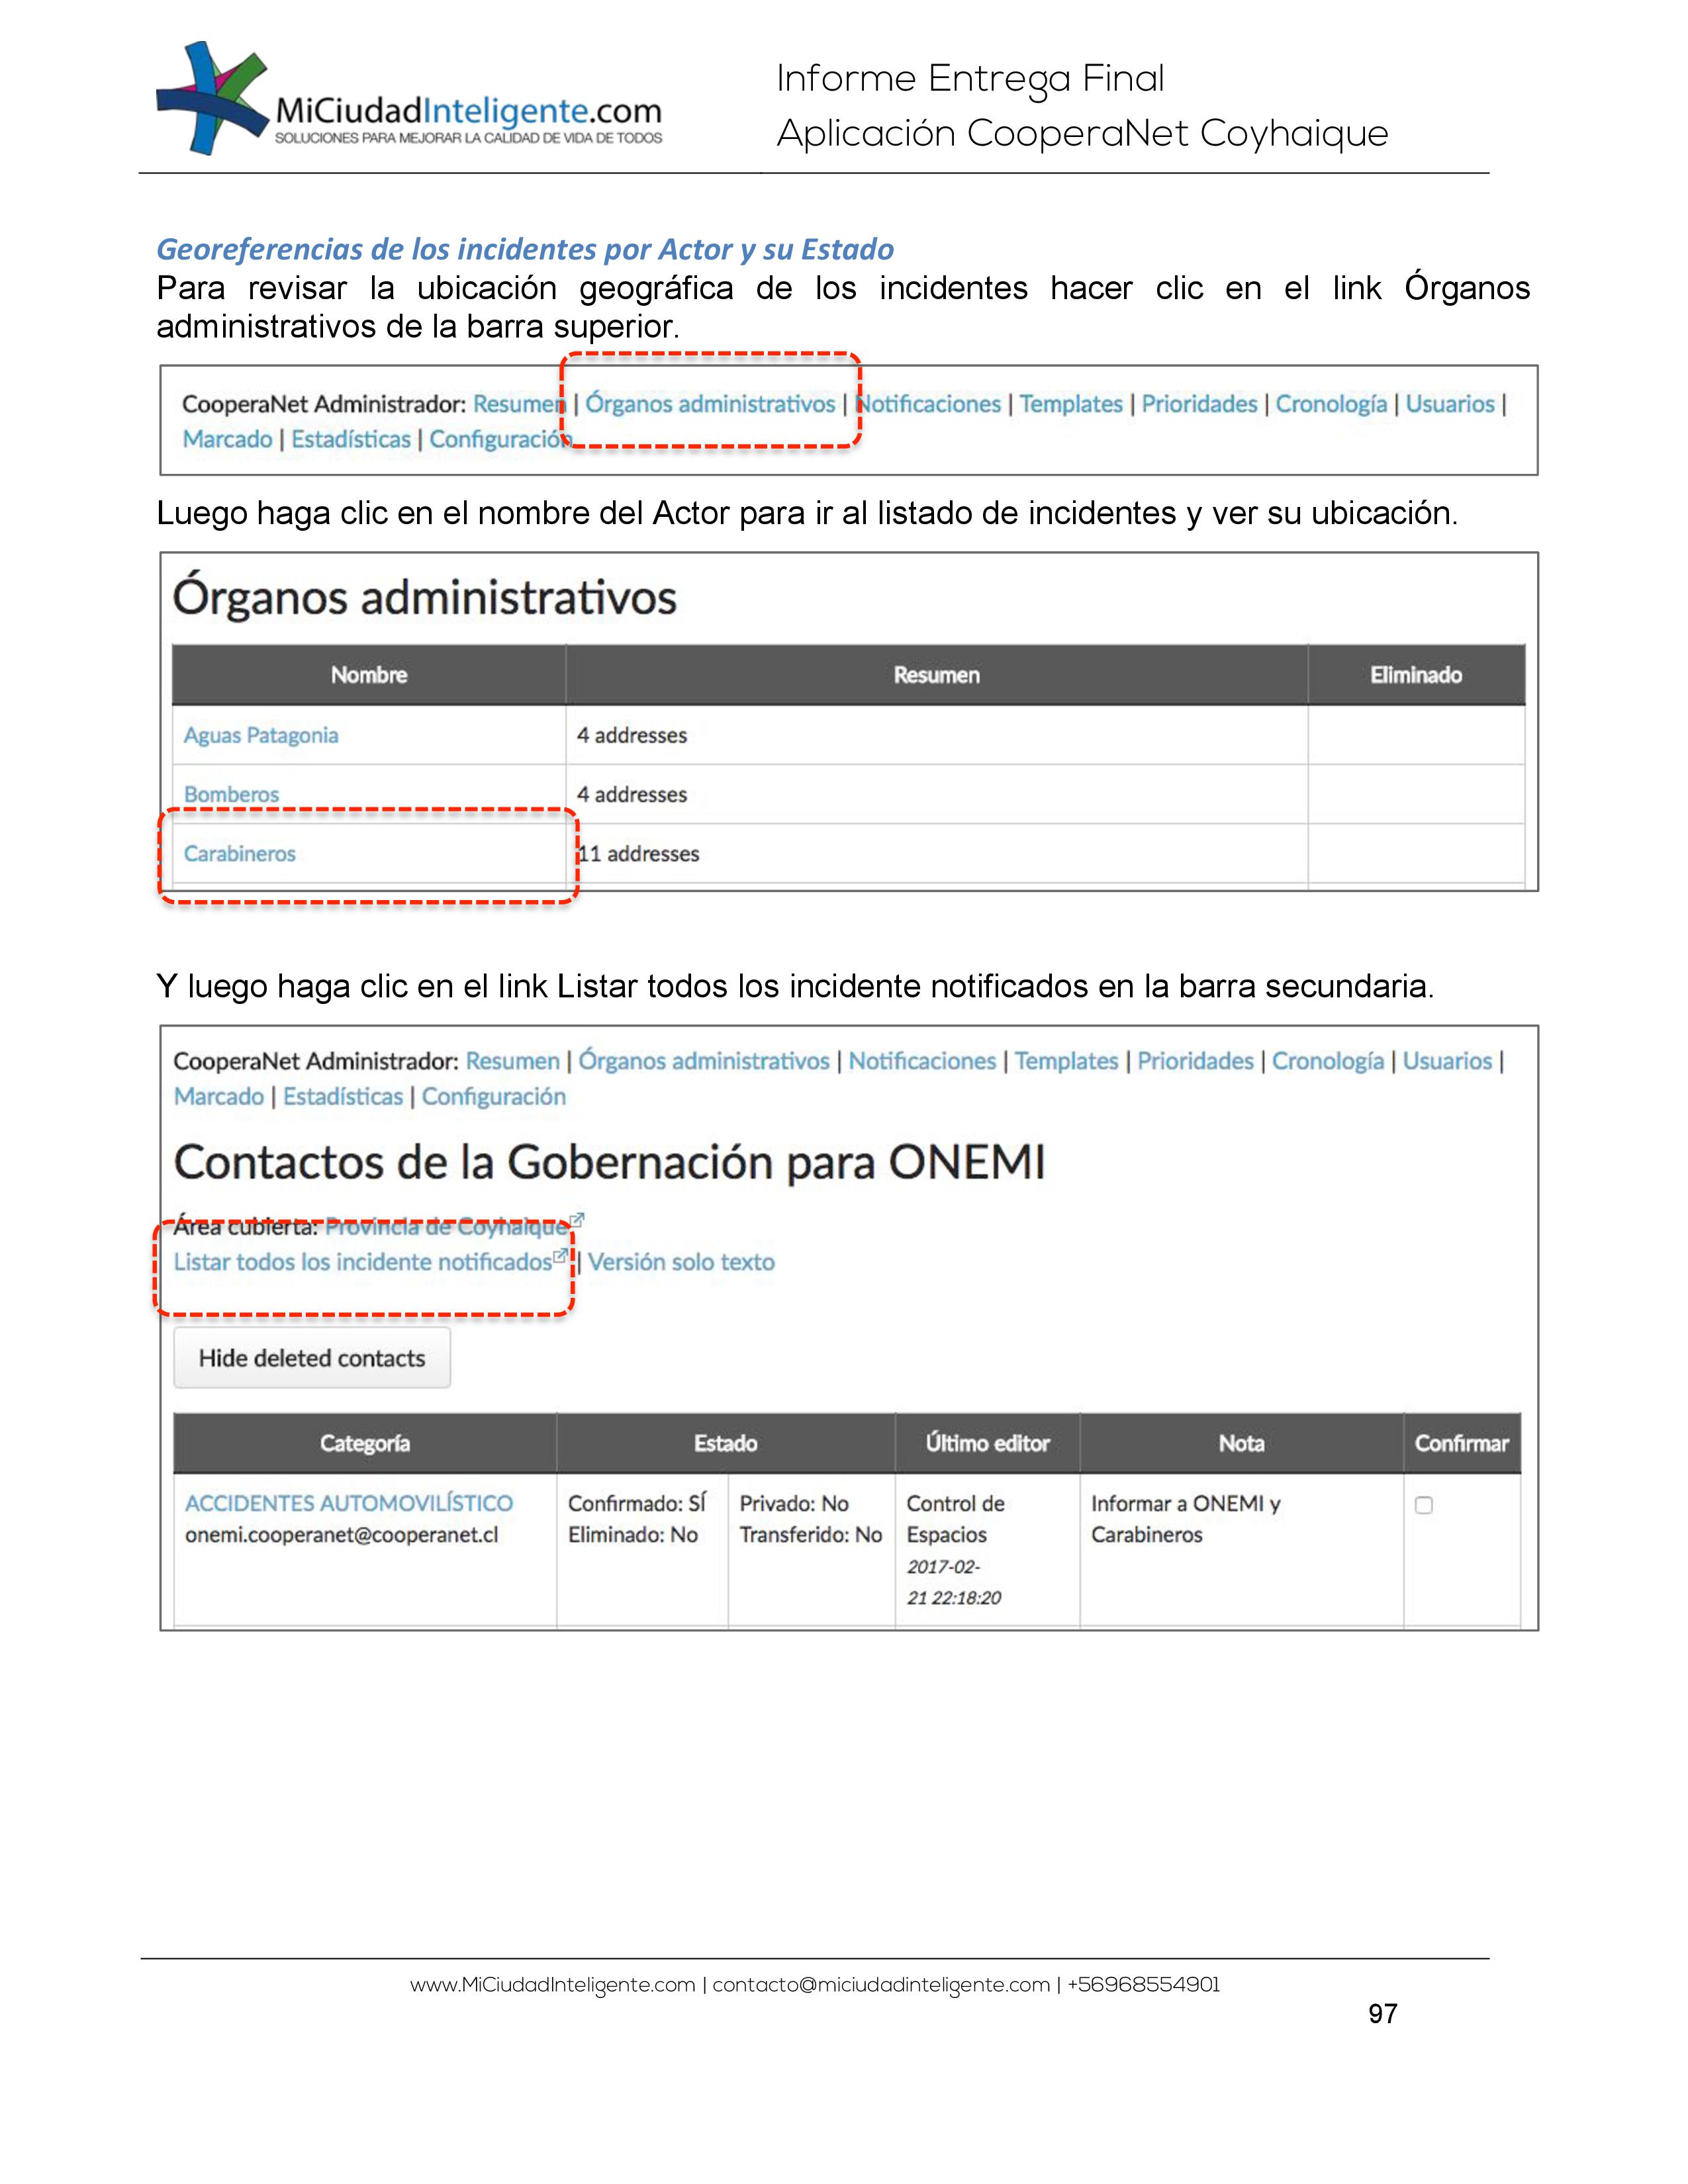 MiCiudadInteligente.com
SOLUCIONES PARA MEJORAR LA CALIDAD DE VIDA DE TODOS
Informe Entrega Final
Aplicación CooperaNet Coyhaique
Georeferencias de los incidentes por Actor y su Estado
Para revisar la ubicación geográfica de los incidentes hacer clic en el link Órganos
administrativos de la barra superior.
CooperaNet Administrador: Resumen | Órganos administrativos | Notificaciones | Templates | Prioridades | Cronología | Usuarios |
Marcado | Estadísticas | Configuración
Luego haga clic en el nombre del Actor para ir al listado de incidentes y ver su ubicación.
Órganos administrativos
Nombre Resumen Eliminado
Aguas Patagonia 4 addresses
Bomberos 4 addresses
Carabineros 11 addresses
Y luego haga clic en el link Listar todos los incidente notificados en la barra secundaria.
CooperaNet Administrador: Resumen | Órganos administrativos | Notificaciones | Templates | Prioridades | Cronología | Usuarios |
Marcado | Estadísticas | Configuración
Contactos de la Gobernación para ONEMI
Área cubierta: Provincia de Coyhaique
Listar todos los incidente notificados | Versión solo texto
Hide deleted contacts
Categoría Estado Último editor Nota Confirmar
ACCIDENTES AUTOMOVILÍSTICO Confirmado: SÍ Privado: No Control de Informar a ONEMI y
onemi.cooperanet@cooperanet.cl Eliminado: No Transferido: No Espacios Carabineros
2017-02-
21 22:18:20
www.MiCiudadInteligente.com | contacto@miciudadinteligente.com | +56968554901
97